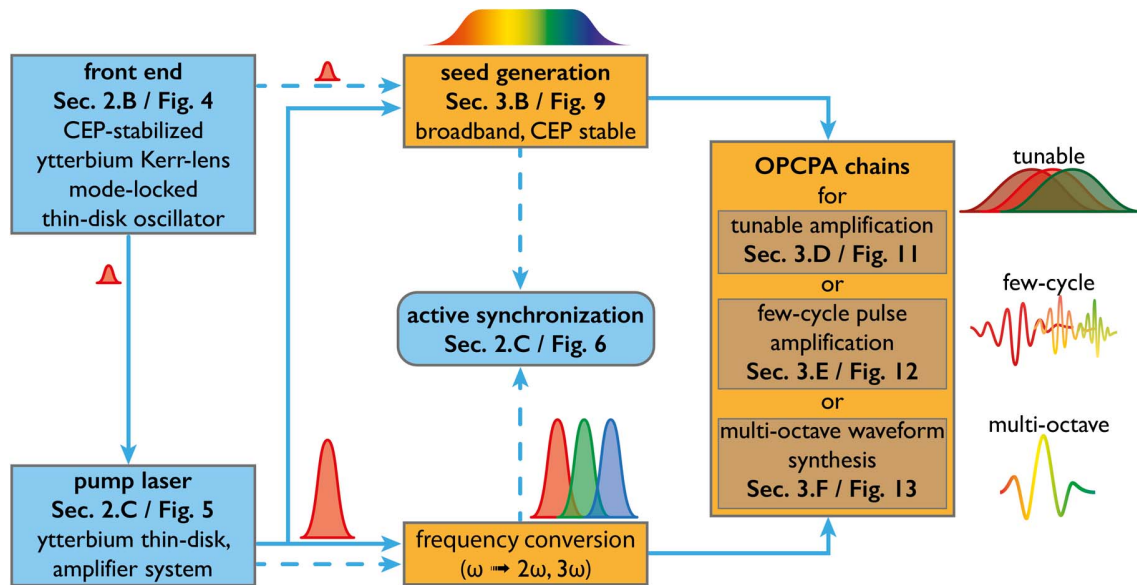 front end
Sec. 2.B / Fig. 4
CEP-stabilized
ytterbium Kerr-lens
mode-locked
thin-disk oscillator
seed generation
Sec. 3.B / Fig. 9
broadband, CEP stable
active synchronization
Sec. 2.C / Fig. 6
pump laser
Sec. 2.C / Fig. 5
ytterbium thin-disk,
amplifier system
frequency conversion
(ω ➟ 2ω, 3ω)
OPCPA chains
for
tunable amplification
Sec. 3.D / Fig. 11
or
few-cycle pulse
amplification
Sec. 3.E / Fig. 12
or
multi-octave waveform
synthesis
Sec. 3.F / Fig. 13
tunable
few-cycle
multi-octave